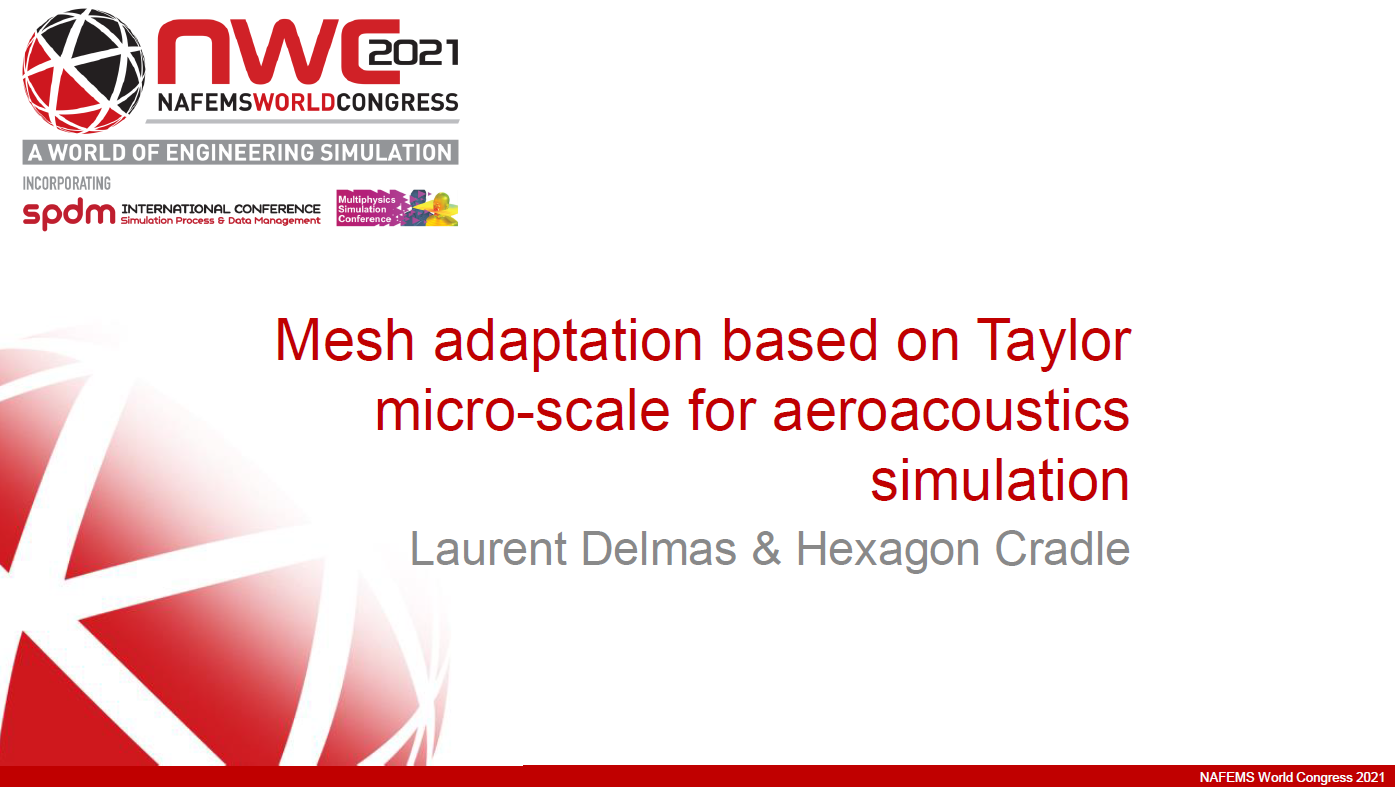 nwc 2021
NAFEMSWORLDCONGRESS
A WORLD OF ENGINEERING SIMULATION
INCORPORATING
spdm INTERNATIONAL CONFERENCE
Simulation Process & Data Management
Multiphysics
Simulation
Conference
Mesh adaptation based on Taylor
micro-scale for aeroacoustics
simulation
Laurent Delmas & Hexagon Cradle
NAFEMS World Congress 2021